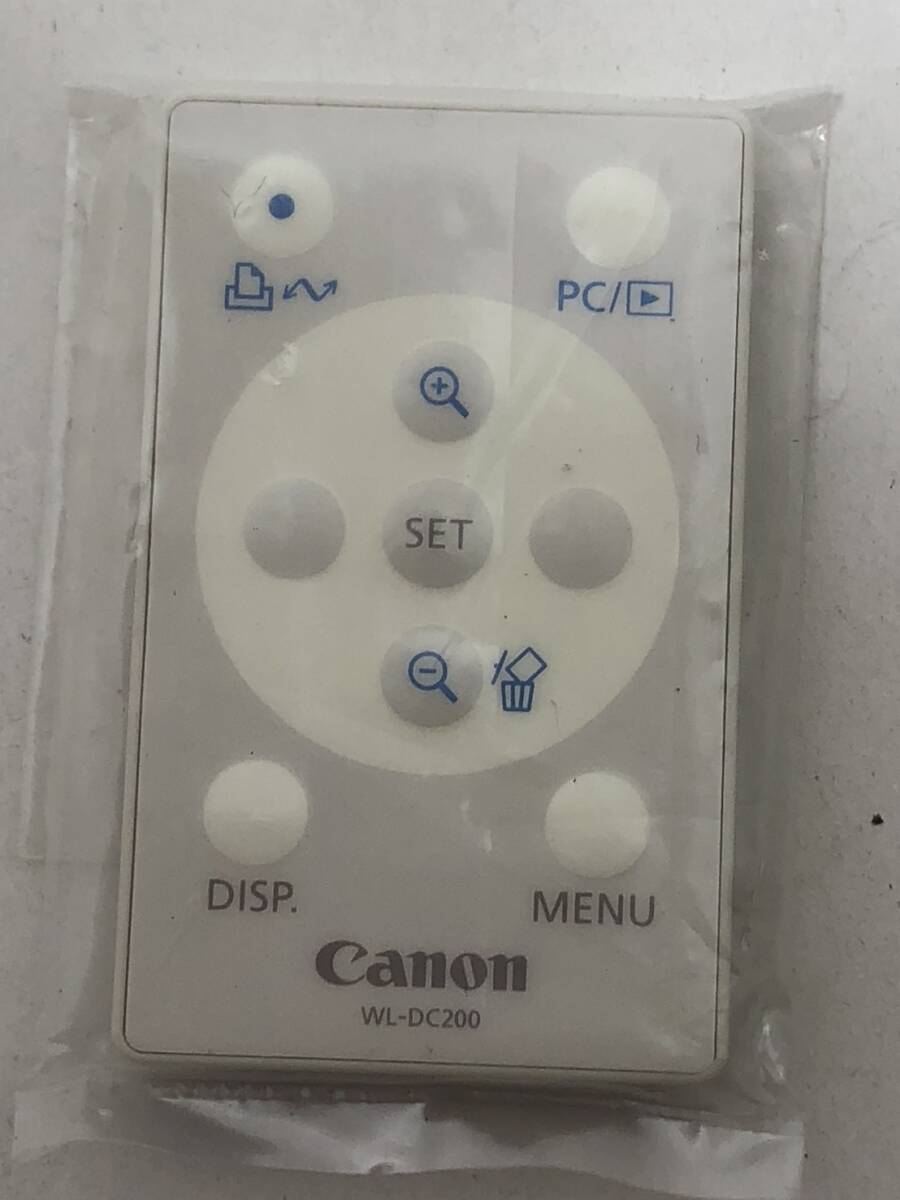 PC/
SET
DISP.
MENU
Canon
WL-DC200